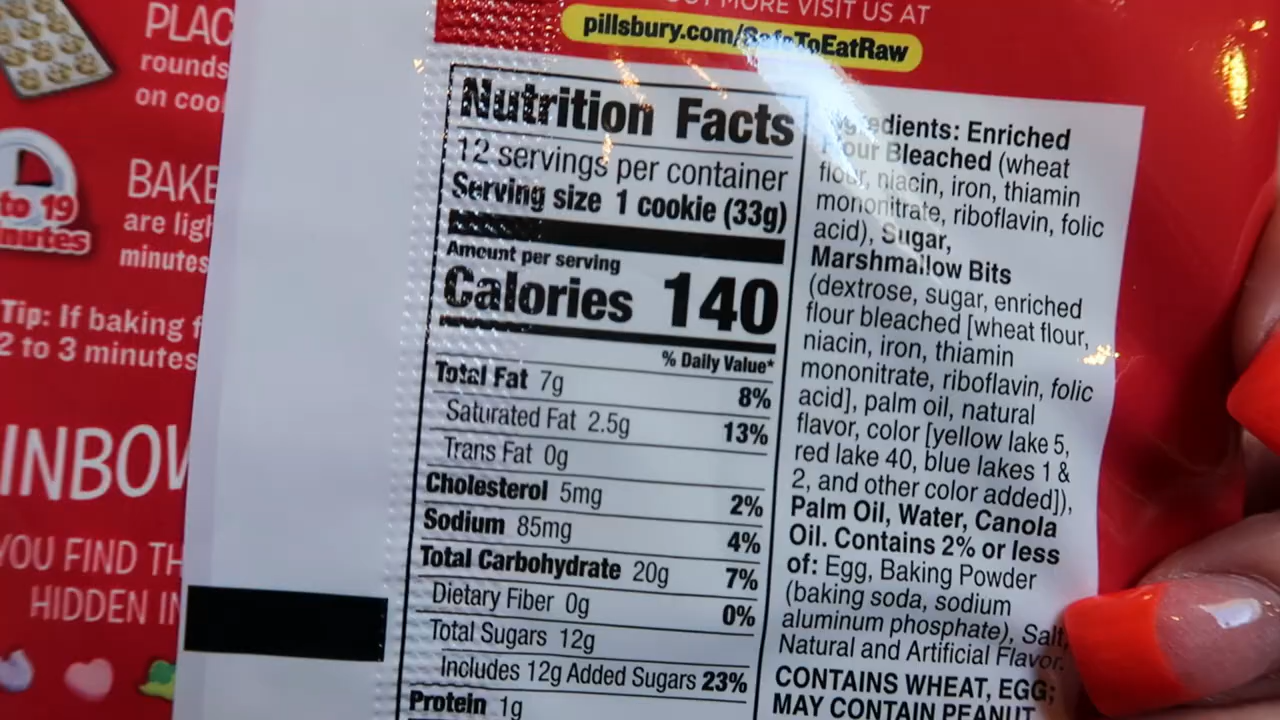 PLAC
rounds
on coo
to 19
nutes
BAKE
are ligh
minutes
Tip: If baking f
2 to 3 minutes
INBOW
YOU FIND TH
HIDDEN IN
MORE VISIT US AT
pillsbury.com/SafeToEatRaw
Nutrition Facts
12 servings per container
Serving size 1 cookie (33g)
Amount per serving
Calories 140
% Daily Value*
Total Fat 7g 8%
Saturated Fat 2.5g 13%
Trans Fat 0g
Cholesterol 5mg 2%
Sodium 85mg 4%
Total Carbohydrate 20g 7%
Dietary Fiber 0g 0%
Total Sugars 12g
Includes 12g Added Sugars 23%
Protein 1g
Ingredients: Enriched
Flour Bleached (wheat
flour, niacin, iron, thiamin
mononitrate, riboflavin, folic
acid), Sugar,
Marshmallow Bits
(dextrose, sugar, enriched
flour bleached [wheat flour,
niacin, iron, thiamin
mononitrate, riboflavin, folic
acid], palm oil, natural
flavor, color [yellow lake 5,
red lake 40, blue lakes 1 &
2, and other color added]),
Palm Oil, Water, Canola
Oil. Contains 2% or less
of: Egg, Baking Powder
(baking soda, sodium
aluminum phosphate), Salt,
Natural and Artificial Flavor.
CONTAINS WHEAT, EGG;
MAY CONTAIN PEANUT